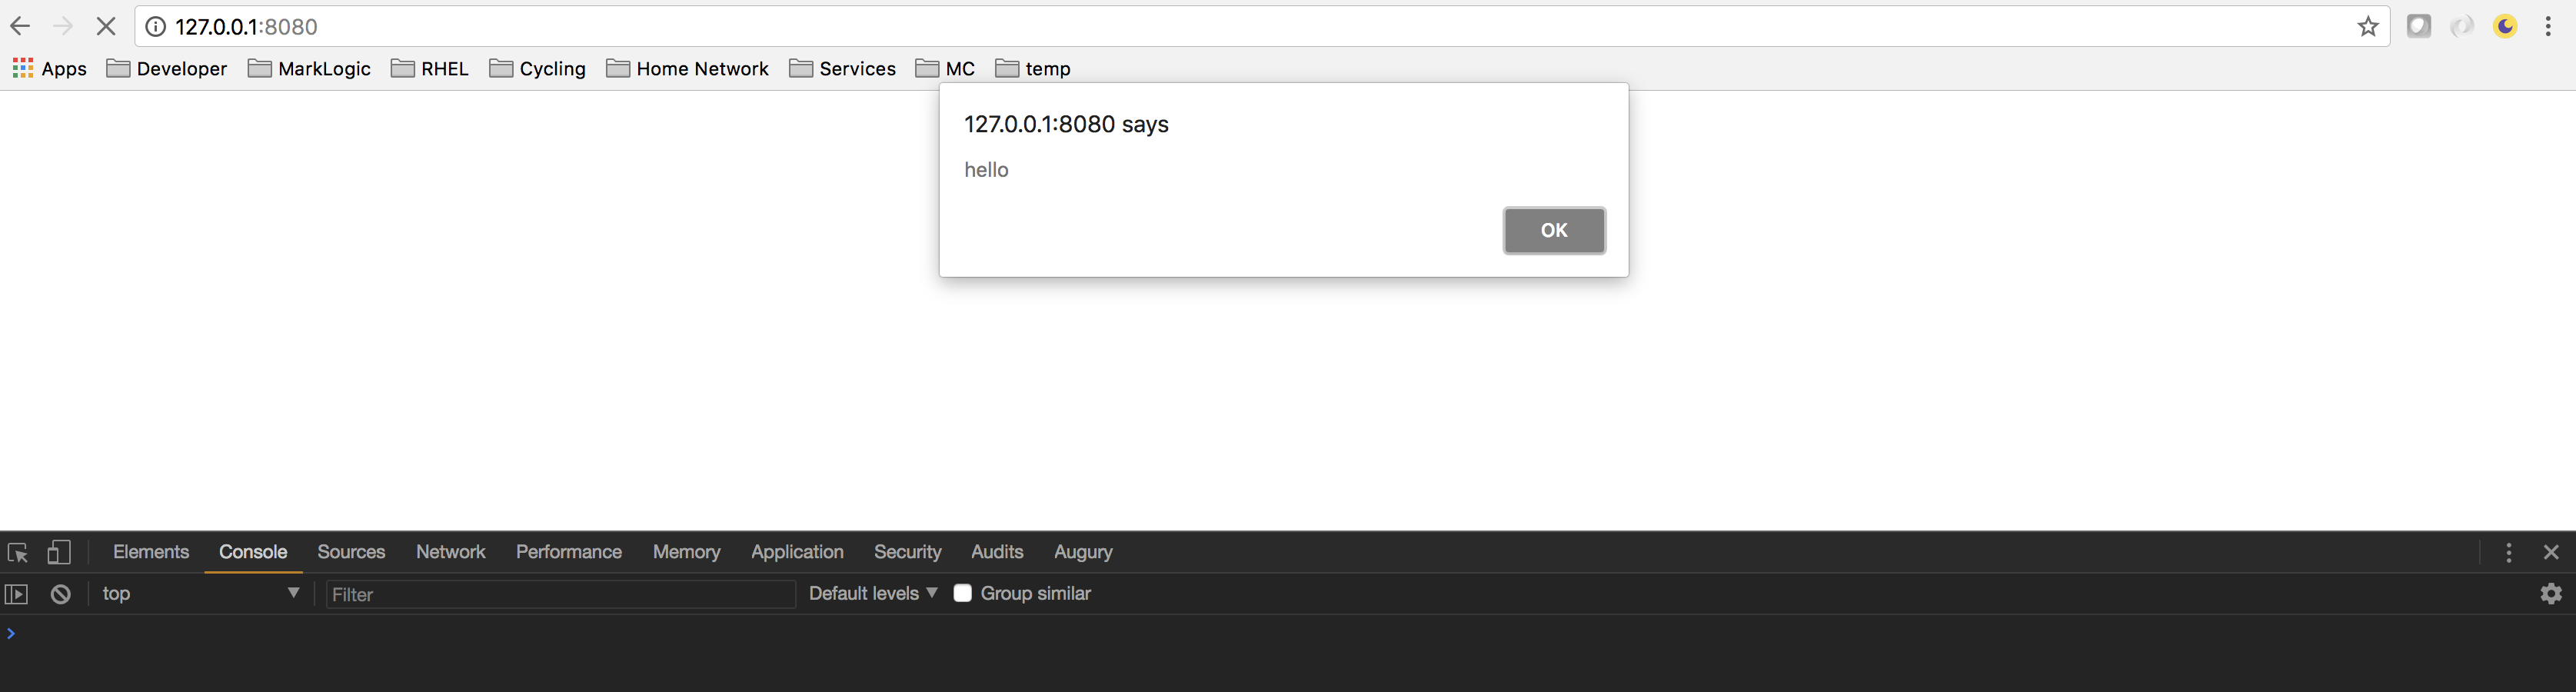 127.0.0.1:8080
Apps Developer MarkLogic RHEL Cycling Home Network Services MC temp
127.0.0.1:8080 says
hello
OK
Elements Console Sources Network Performance Memory Application Security Audits Augury
top Filter Default levels Group similar